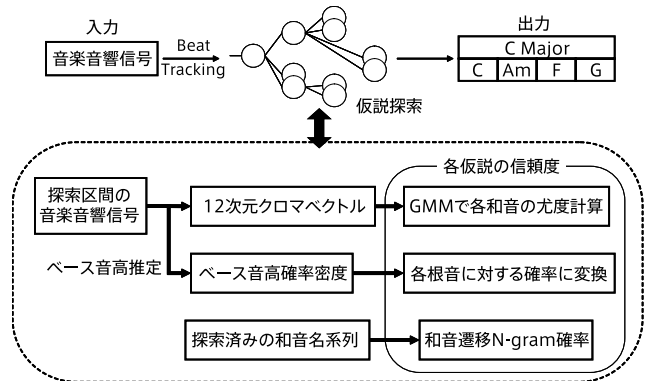 入力
音楽音響信号
Beat
Tracking
仮説探索
出力
C Major
C Am F G
各仮説の信頼度
探索区間の
音楽音響信号
12次元クロマベクトル
GMMで各和音の尤度計算
ベース音高推定
ベース音高確率密度
各根音に対する確率に変換
探索済みの和音名系列
和音遷移N-gram確率